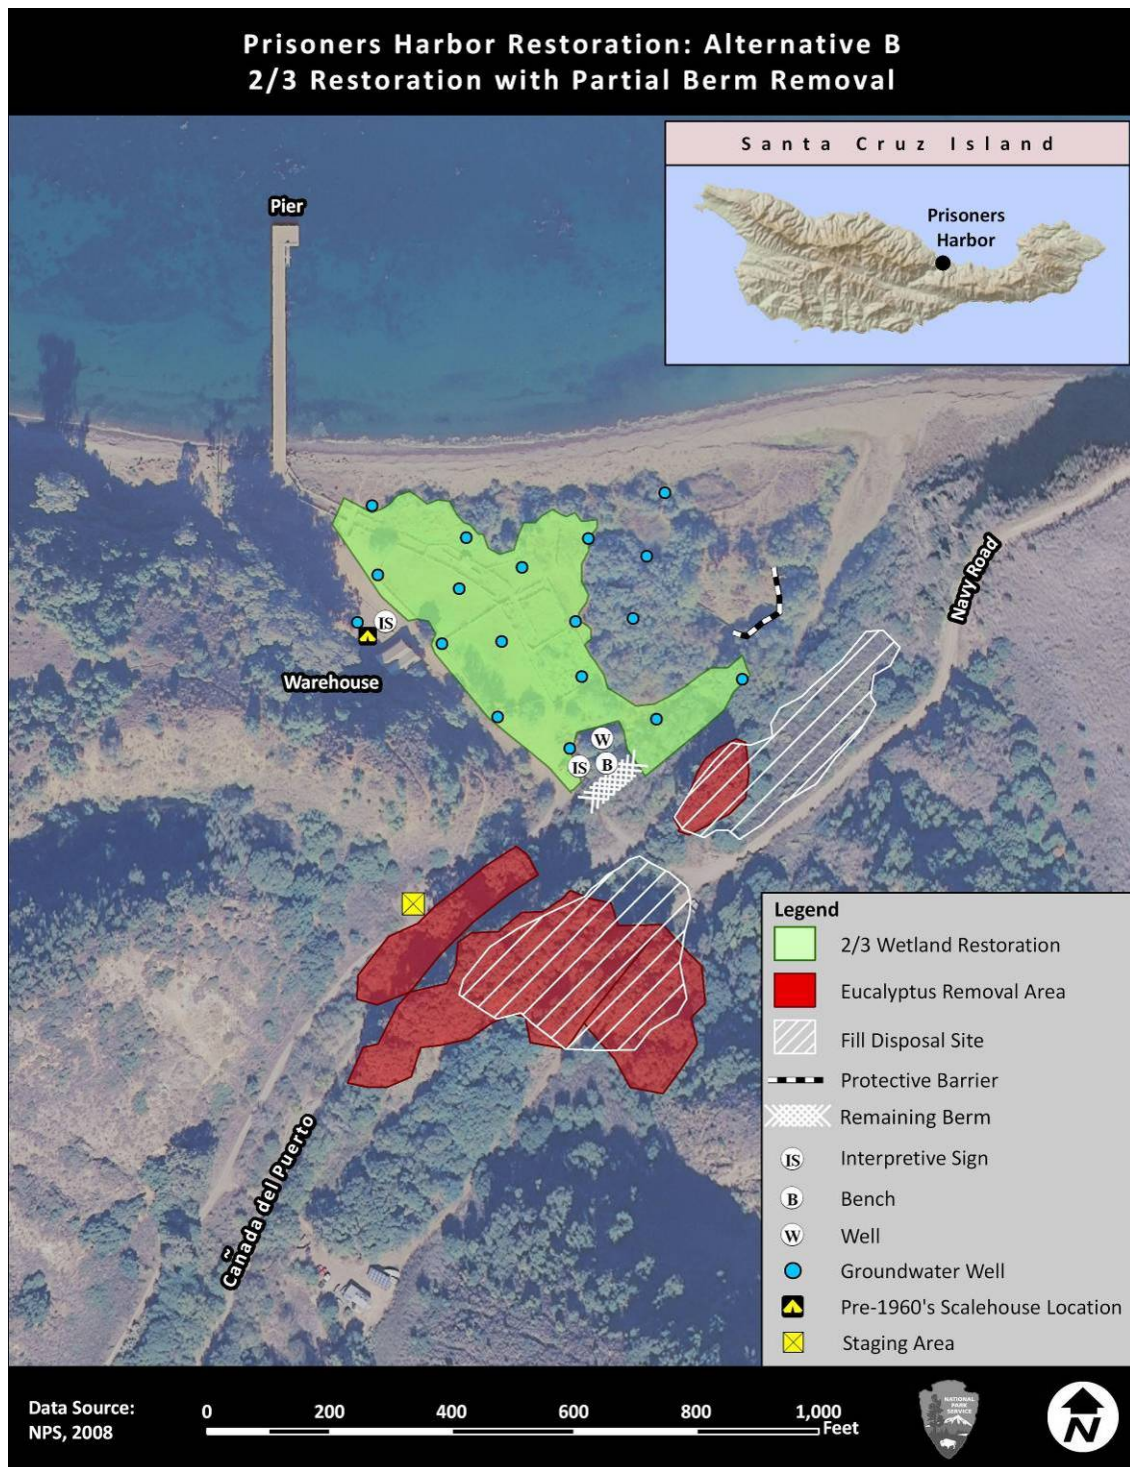 Prisoners Harbor Restoration: Alternative B
2/3 Restoration with Partial Berm Removal
Santa Cruz Island
Prisoners
Harbor
Pier
Navy Road
IS
Warehouse
W
IS
B
Cañada del Puerto
Legend
2/3 Wetland Restoration
Eucalyptus Removal Area
Fill Disposal Site
Protective Barrier
Remaining Berm
IS Interpretive Sign
B Bench
W Well
Groundwater Well
Pre-1960's Scalehouse Location
Staging Area
Data Source:
NPS, 2008
0 200 400 600 800 1,000
Feet
NATIONAL
PARK
SERVICE
N